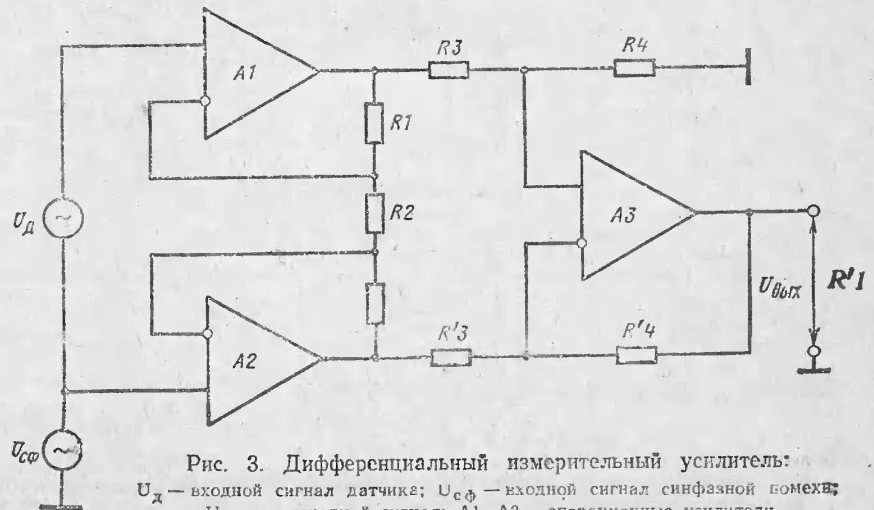 R3
R4
A1
R1
R2
A3
U_Д
U_вых
R'1
A2
R'3
R'4
U_сф
Рис. 3. Дифференциальный измерительный усилитель:
U_д — входной сигнал датчика; U_сф — входной сигнал синфазной помехи;